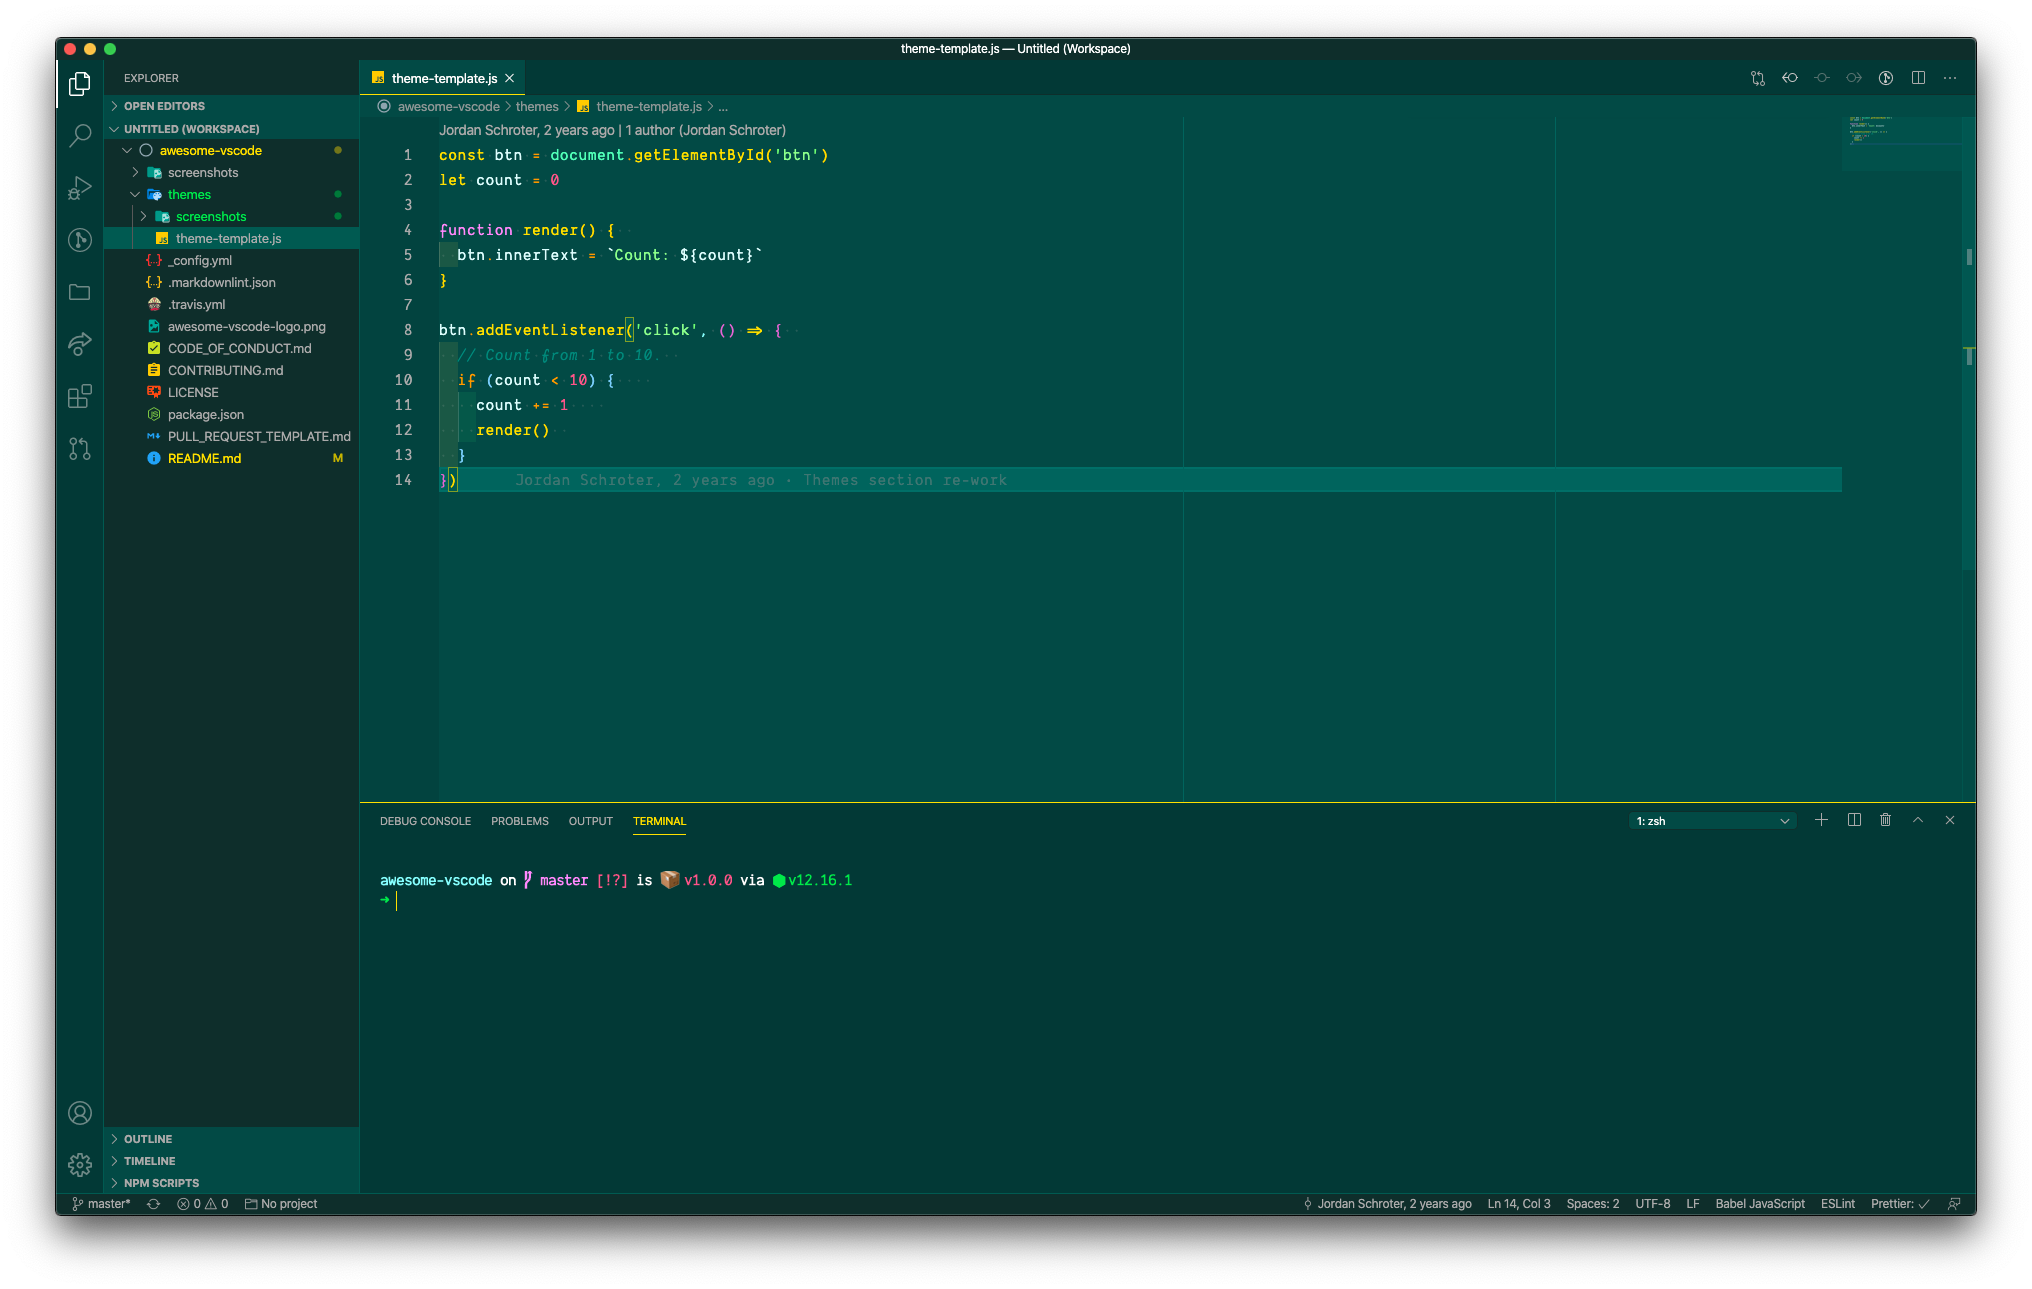 theme-template.js — Untitled (Workspace)
EXPLORER
OPEN EDITORS
UNTITLED (WORKSPACE)
awesome-vscode
screenshots
themes
screenshots
theme-template.js
_config.yml
.markdownlint.json
.travis.yml
awesome-vscode-logo.png
CODE_OF_CONDUCT.md
CONTRIBUTING.md
LICENSE
package.json
PULL_REQUEST_TEMPLATE.md
README.md M
OUTLINE
TIMELINE
NPM SCRIPTS
theme-template.js
awesome-vscode > themes > theme-template.js > ...
Jordan Schroter, 2 years ago | 1 author (Jordan Schroter)
1 const btn = document.getElementById('btn')
2 let count = 0
3
4 function render() {
5 btn.innerText = `Count: ${count}`
6 }
7
8 btn.addEventListener('click', () => {
9 // Count from 1 to 10.
10 if (count < 10) {
11 count += 1
12 render()
13 }
14 }) Jordan Schroter, 2 years ago • Themes section re-work
DEBUG CONSOLE PROBLEMS OUTPUT TERMINAL 1: zsh
awesome-vscode on master [!?] is 📦 v1.0.0 via ⬢ v12.16.1
➜
master* 0 0 No project Jordan Schroter, 2 years ago Ln 14, Col 3 Spaces: 2 UTF-8 LF Babel JavaScript ESLint Prettier: ✓